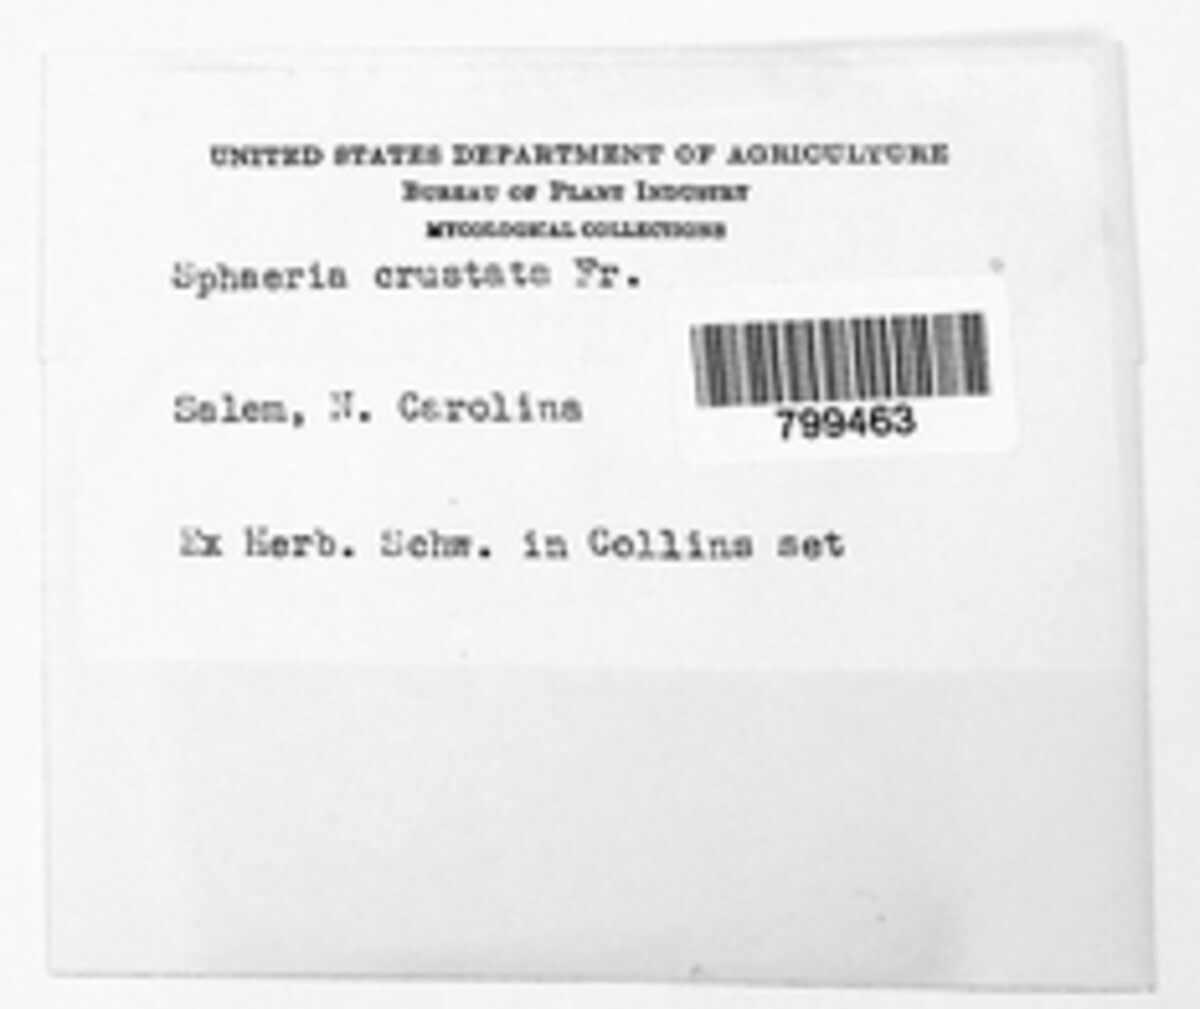 UNITED STATES DEPARTMENT OF AGRICULTURE
BUREAU OF PLANT INDUSTRY
MYCOLOGICAL COLLECTIONS
Sphaeria crustata Fr.
Salem, N. Carolina
799463
Ex Herb. Schw. in Collins set